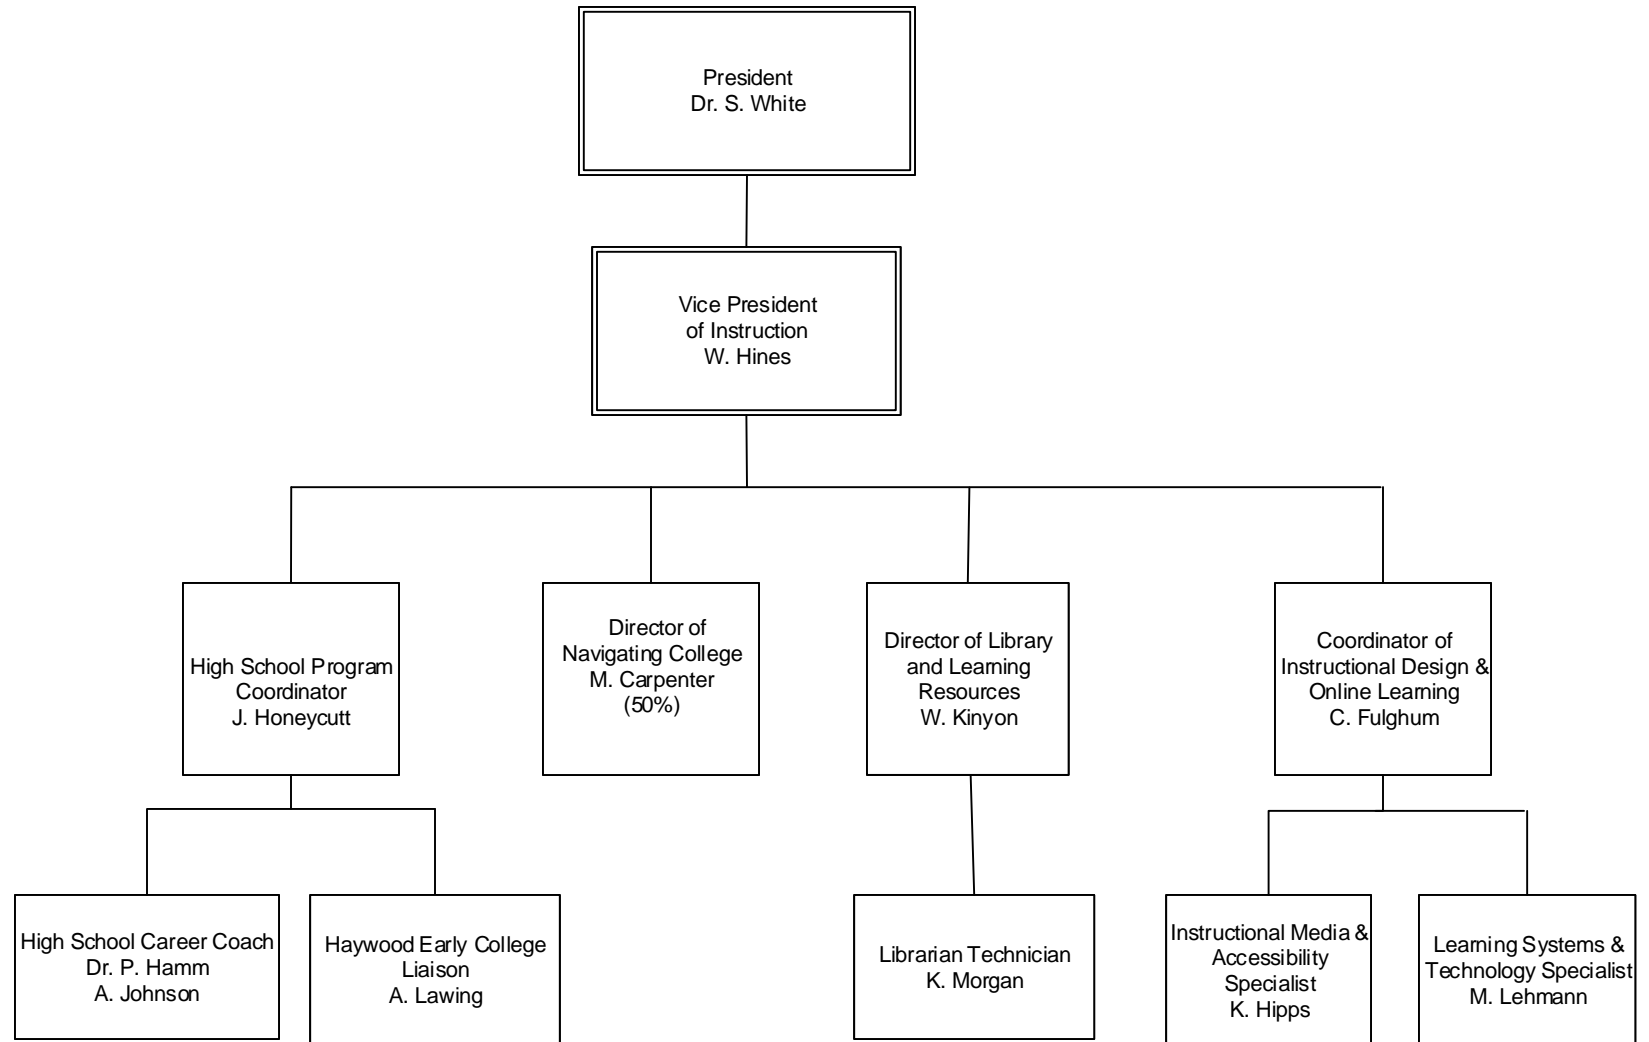 President
Dr. S. White
Vice President
of Instruction
W. Hines
High School Program
Coordinator
J. Honeycutt
Director of
Navigating College
M. Carpenter
(50%)
Director of Library
and Learning
Resources
W. Kinyon
Coordinator of
Instructional Design &
Online Learning
C. Fulghum
High School Career Coach
Dr. P. Hamm
A. Johnson
Haywood Early College
Liaison
A. Lawing
Librarian Technician
K. Morgan
Instructional Media &
Accessibility
Specialist
K. Hipps
Learning Systems &
Technology Specialist
M. Lehmann